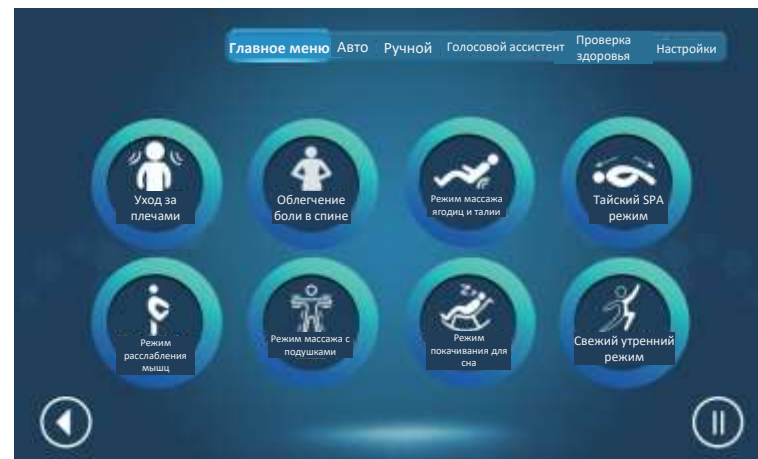 Главное меню Авто Ручной Голосовой ассистент Проверка
здоровья Настройки
Уход за
плечами
Облегчение
боли в спине
Режим массажа
ягодиц и талии
Тайский SPA
режим
Режим
расслабления
мышц
Режим массажа с
подушками
Режим
покачивания для
сна
Свежий утренний
режим